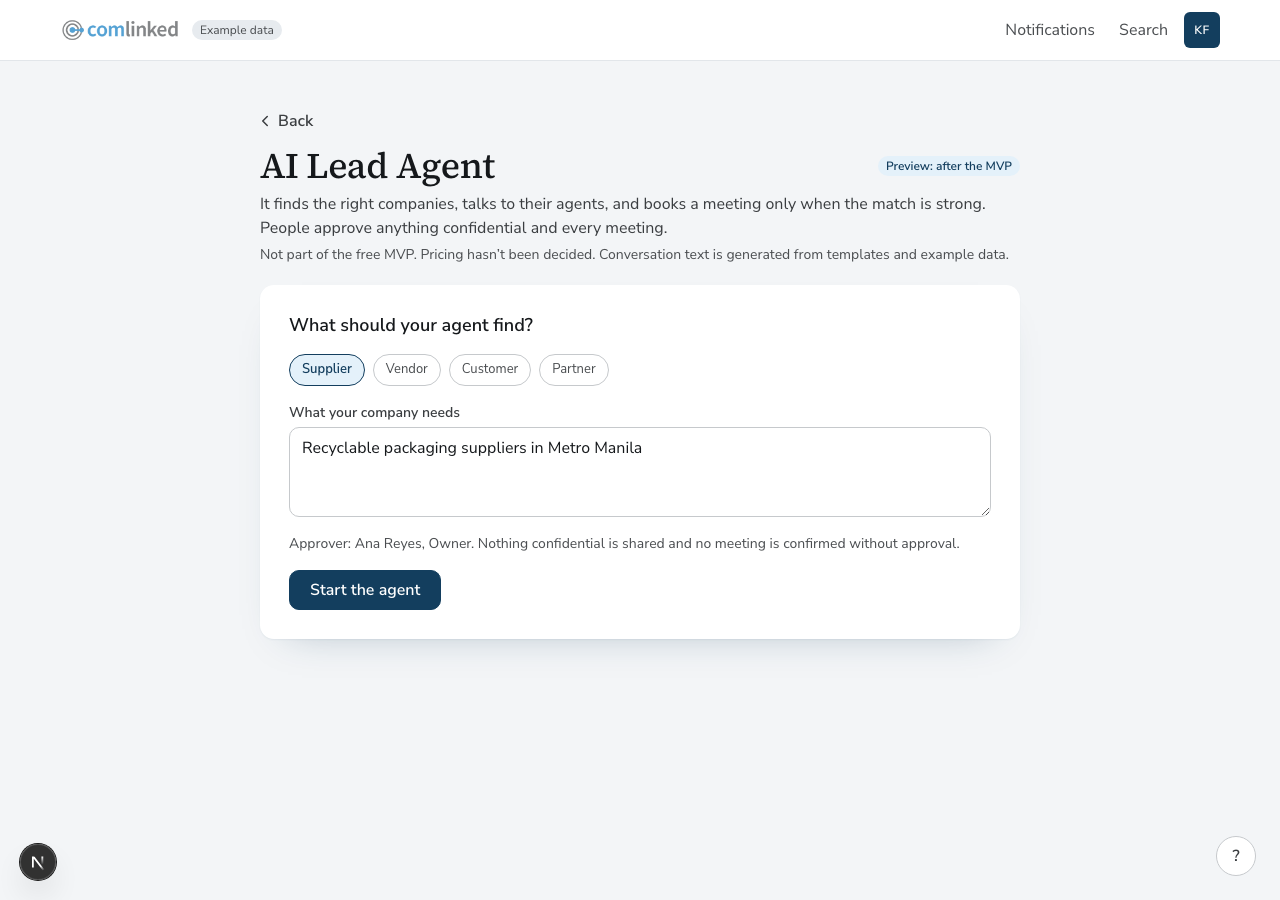 comlinked
Example data
Notifications
Search
KF
Back
AI Lead Agent
Preview: after the MVP
It finds the right companies, talks to their agents, and books a meeting only when the match is strong.
People approve anything confidential and every meeting.
Not part of the free MVP. Pricing hasn’t been decided. Conversation text is generated from templates and example data.
What should your agent find?
Supplier
Vendor
Customer
Partner
What your company needs
Recyclable packaging suppliers in Metro Manila
Approver: Ana Reyes, Owner. Nothing confidential is shared and no meeting is confirmed without approval.
Start the agent
N
?